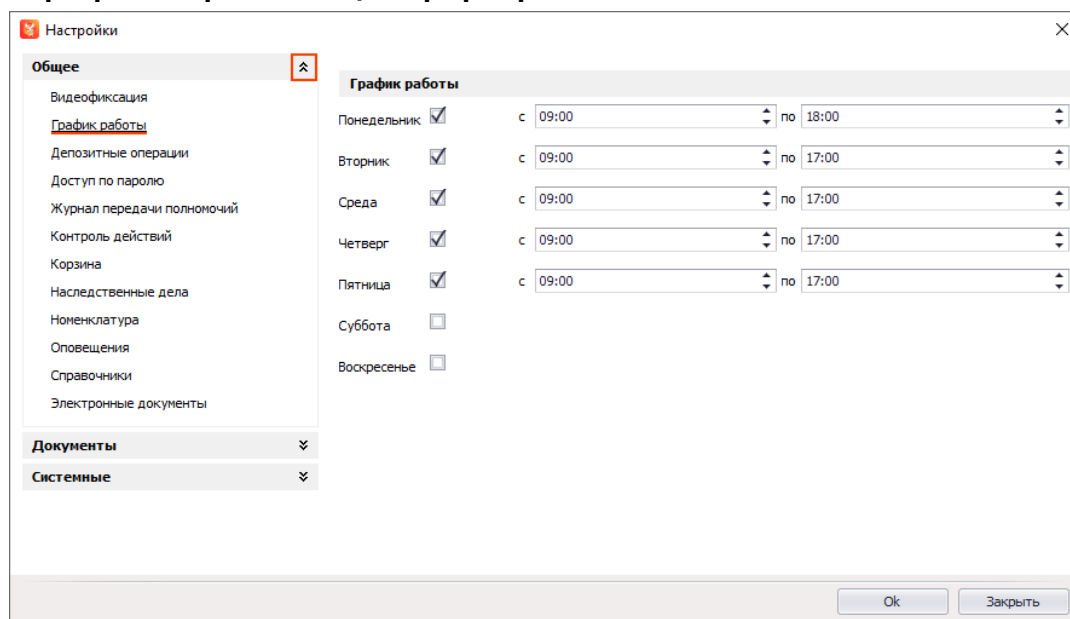 Настройки
Общее
Видеофиксация
График работы
Депозитные операции
Доступ по паролю
Журнал передачи полномочий
Контроль действий
Корзина
Наследственные дела
Номенклатура
Оповещения
Справочники
Электронные документы
Документы
Системные
График работы
Понедельник с 09:00 по 18:00
Вторник с 09:00 по 17:00
Среда с 09:00 по 17:00
Четверг с 09:00 по 17:00
Пятница с 09:00 по 17:00
Суббота
Воскресенье
Ok Закрыть